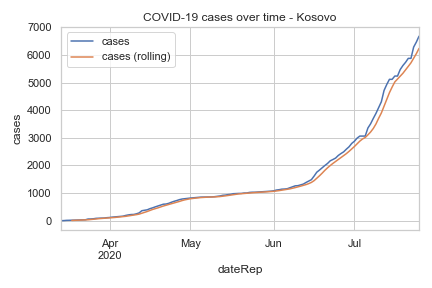 COVID-19 cases over time - Kosovo
cases
cases (rolling)
7000
6000
5000
4000
3000
2000
1000
0
cases
Apr
2020
May
Jun
Jul
dateRep